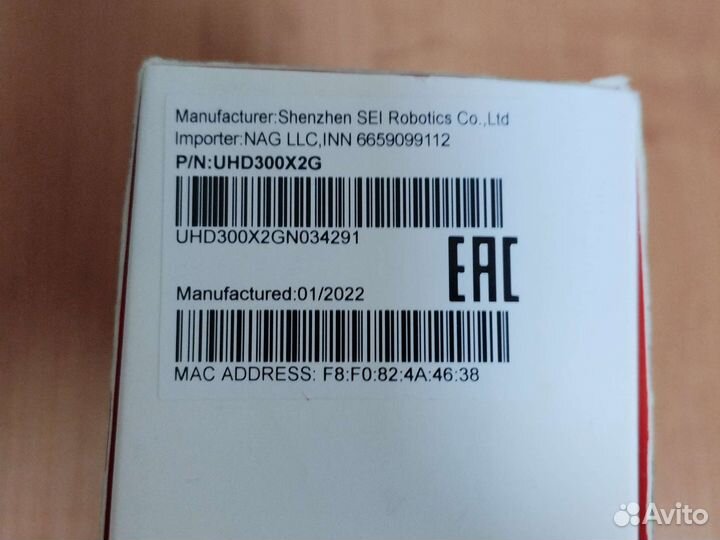 Manufacturer:Shenzhen SEI Robotics Co.,Ltd
Importer:NAG LLC,INN 6659099112
P/N:UHD300X2G
UHD300X2GN034291
EAC
Manufactured:01/2022
MAC ADDRESS: F8:F0:82:4A:46:38
Avito